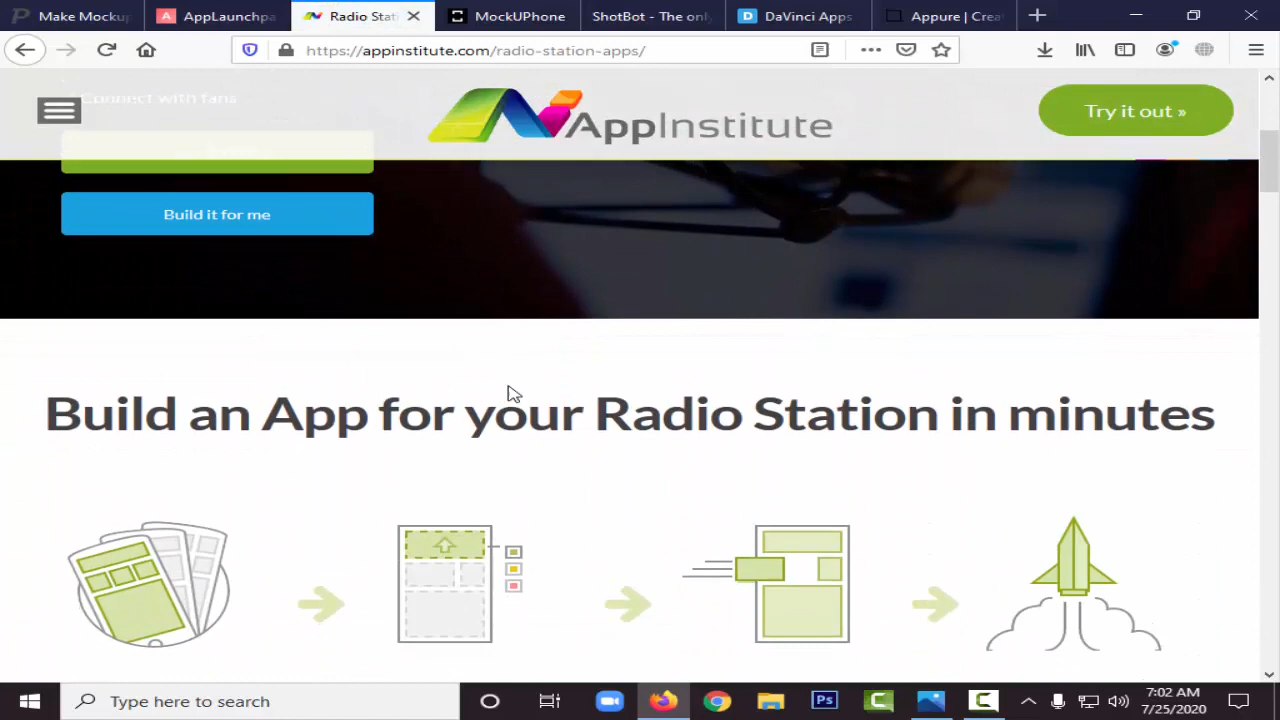 Make Mockup
AppLaunchpa
Radio Stati
MockUPhone
ShotBot - The only
DaVinci Apps
Appure | Creat
https://appinstitute.com/radio-station-apps/
Connect with fans
AppInstitute
Try it out »
Build it for me
Build an App for your Radio Station in minutes
Type here to search
Ps
7:02 AM
7/25/2020